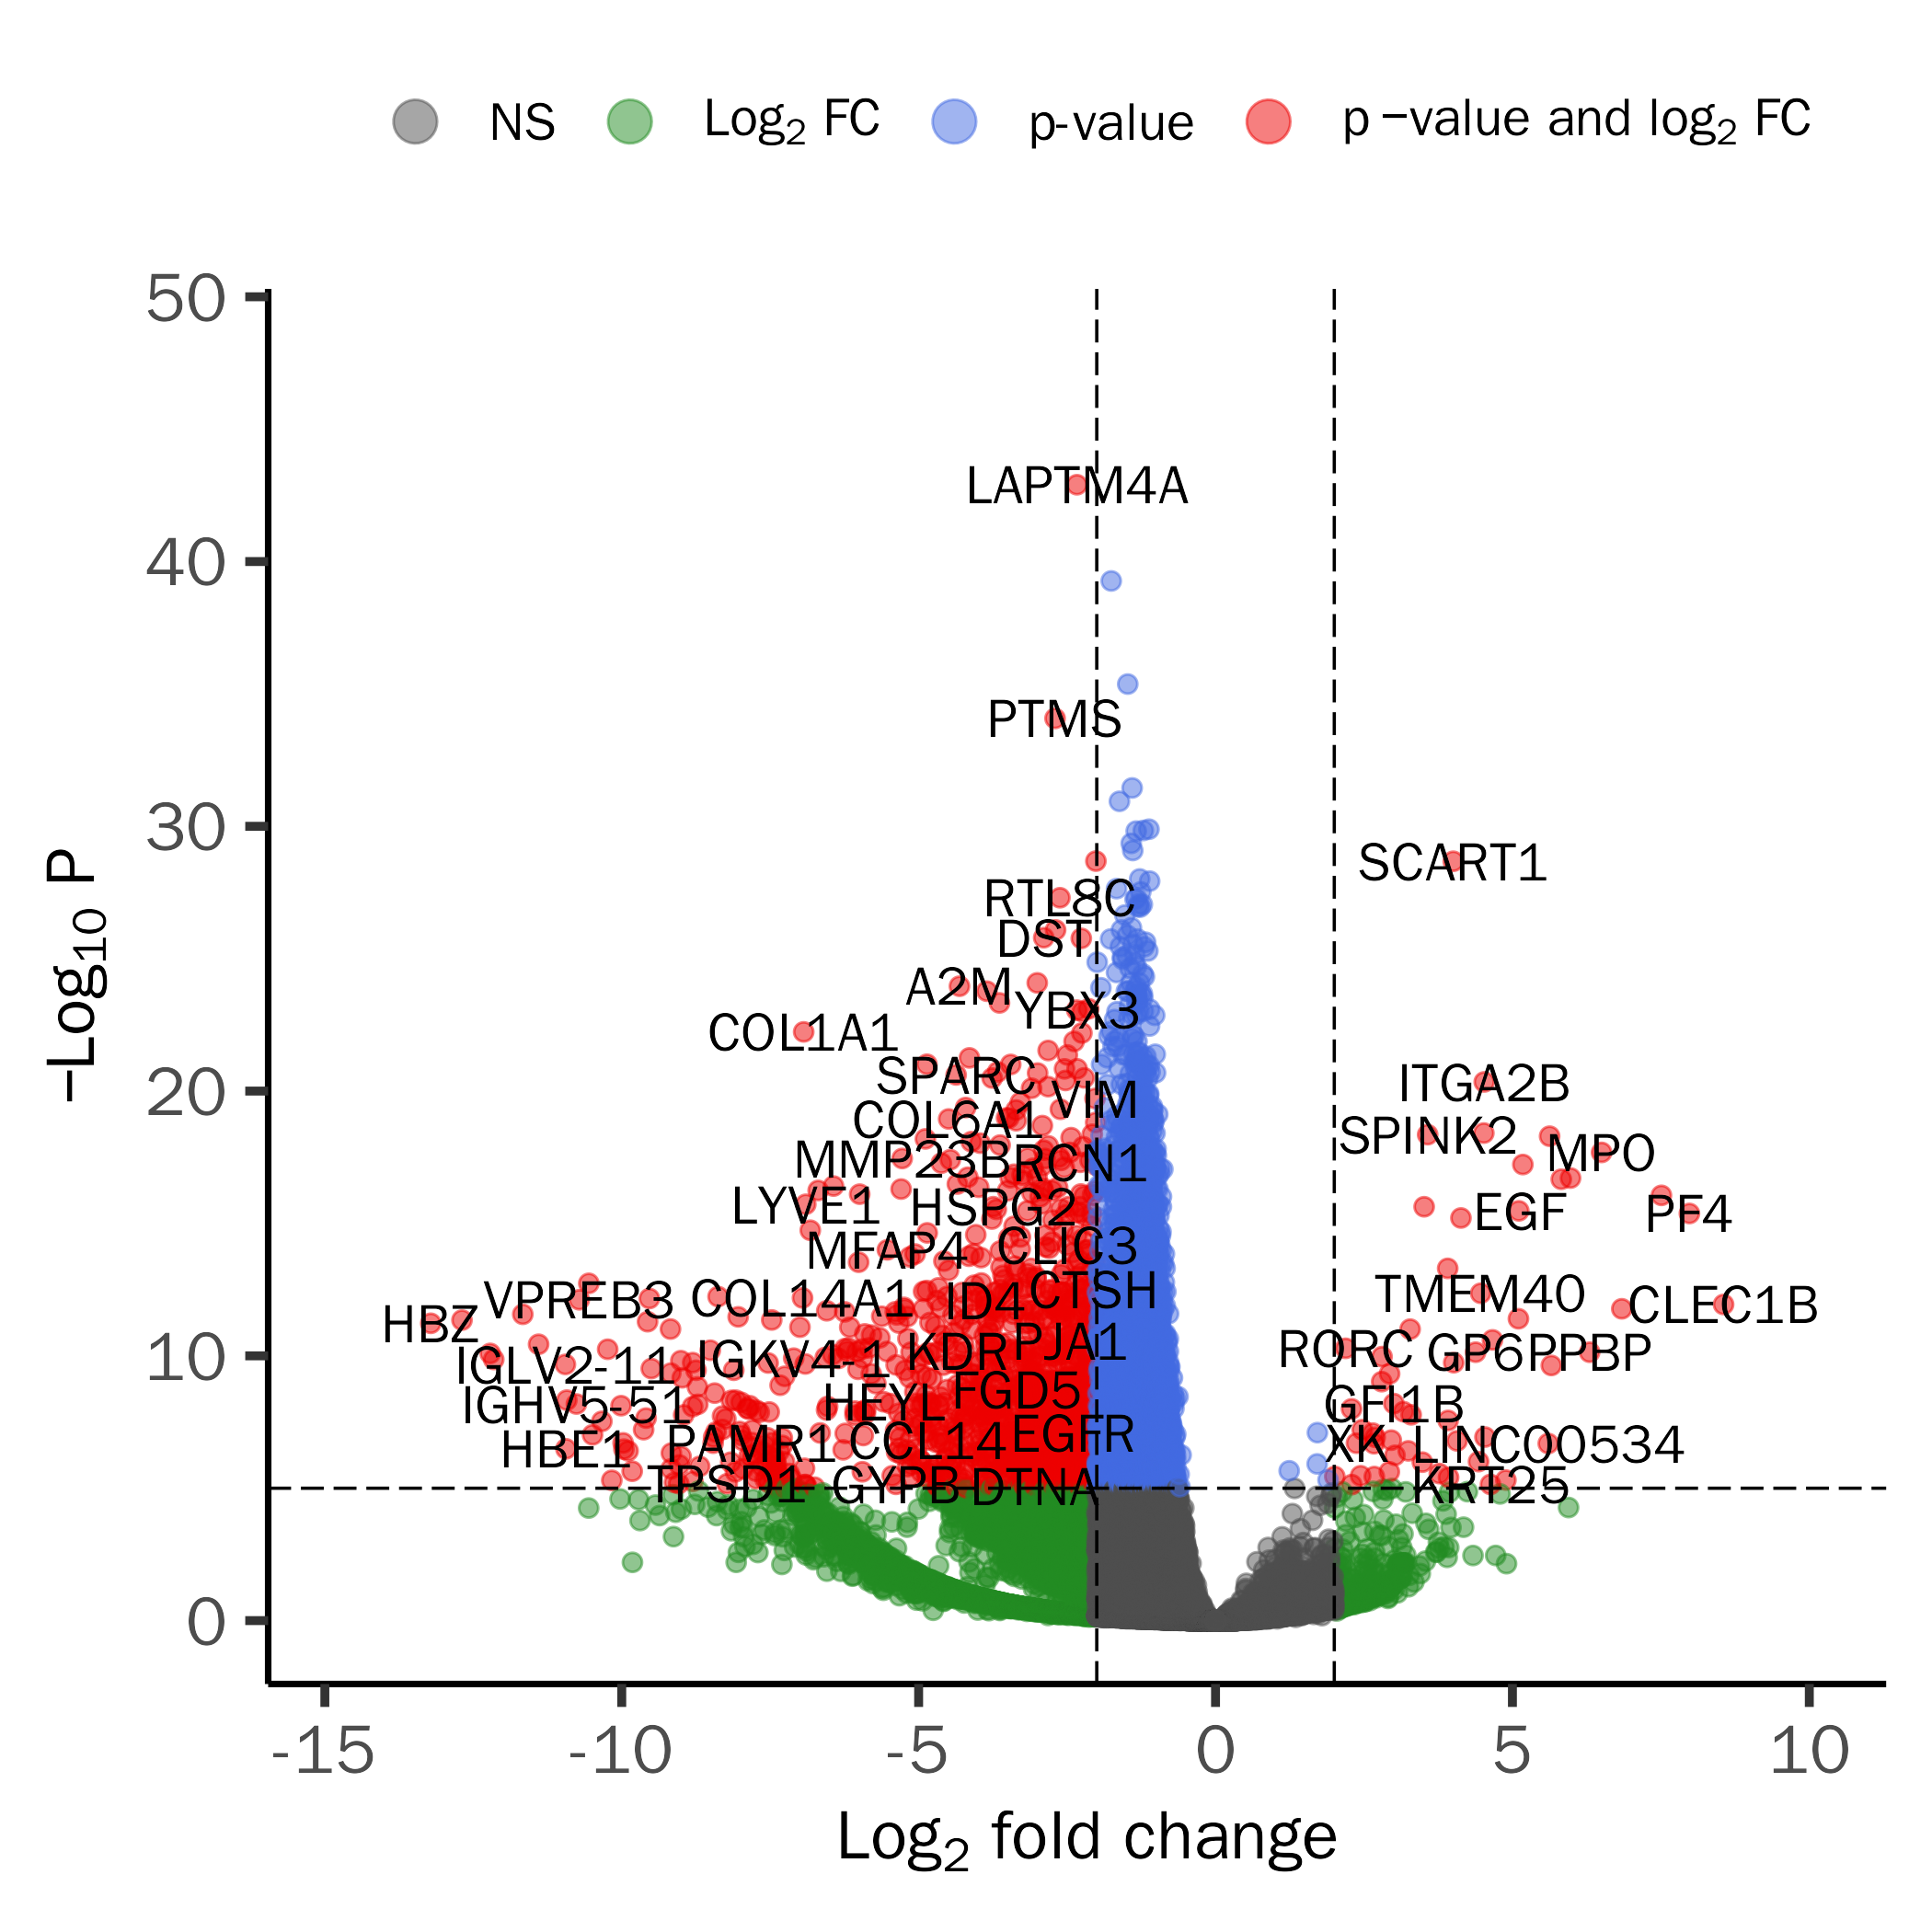 NS Log2 FC p-value p −value and log2 FC
50
40
30
20
10
0
−Log10 P
LAPTM4A
PTMS
SCART1
RTL8C
DST
A2M
YBX3
COL1A1
SPARC
VIM
ITGA2B
COL6A1
SPINK2
MPO
MMP23B
RCN1
LYVE1
HSPG2
EGF
PF4
MFAP4
CLIC3
VPREB3
COL14A1
ID4
CTSH
TMEM40
CLEC1B
HBZ
IGLV2-11
IGKV4-1
KDR
PJA1
RORC
GP6
PPBP
IGHV5-51
HEYL
FGD5
GFI1B
HBE1
PAMR1
CCL14
EGFR
XK
LINC00534
TPSD1
GYPB
DTNA
KRT25
-15 -10 -5 0 5 10
Log2 fold change